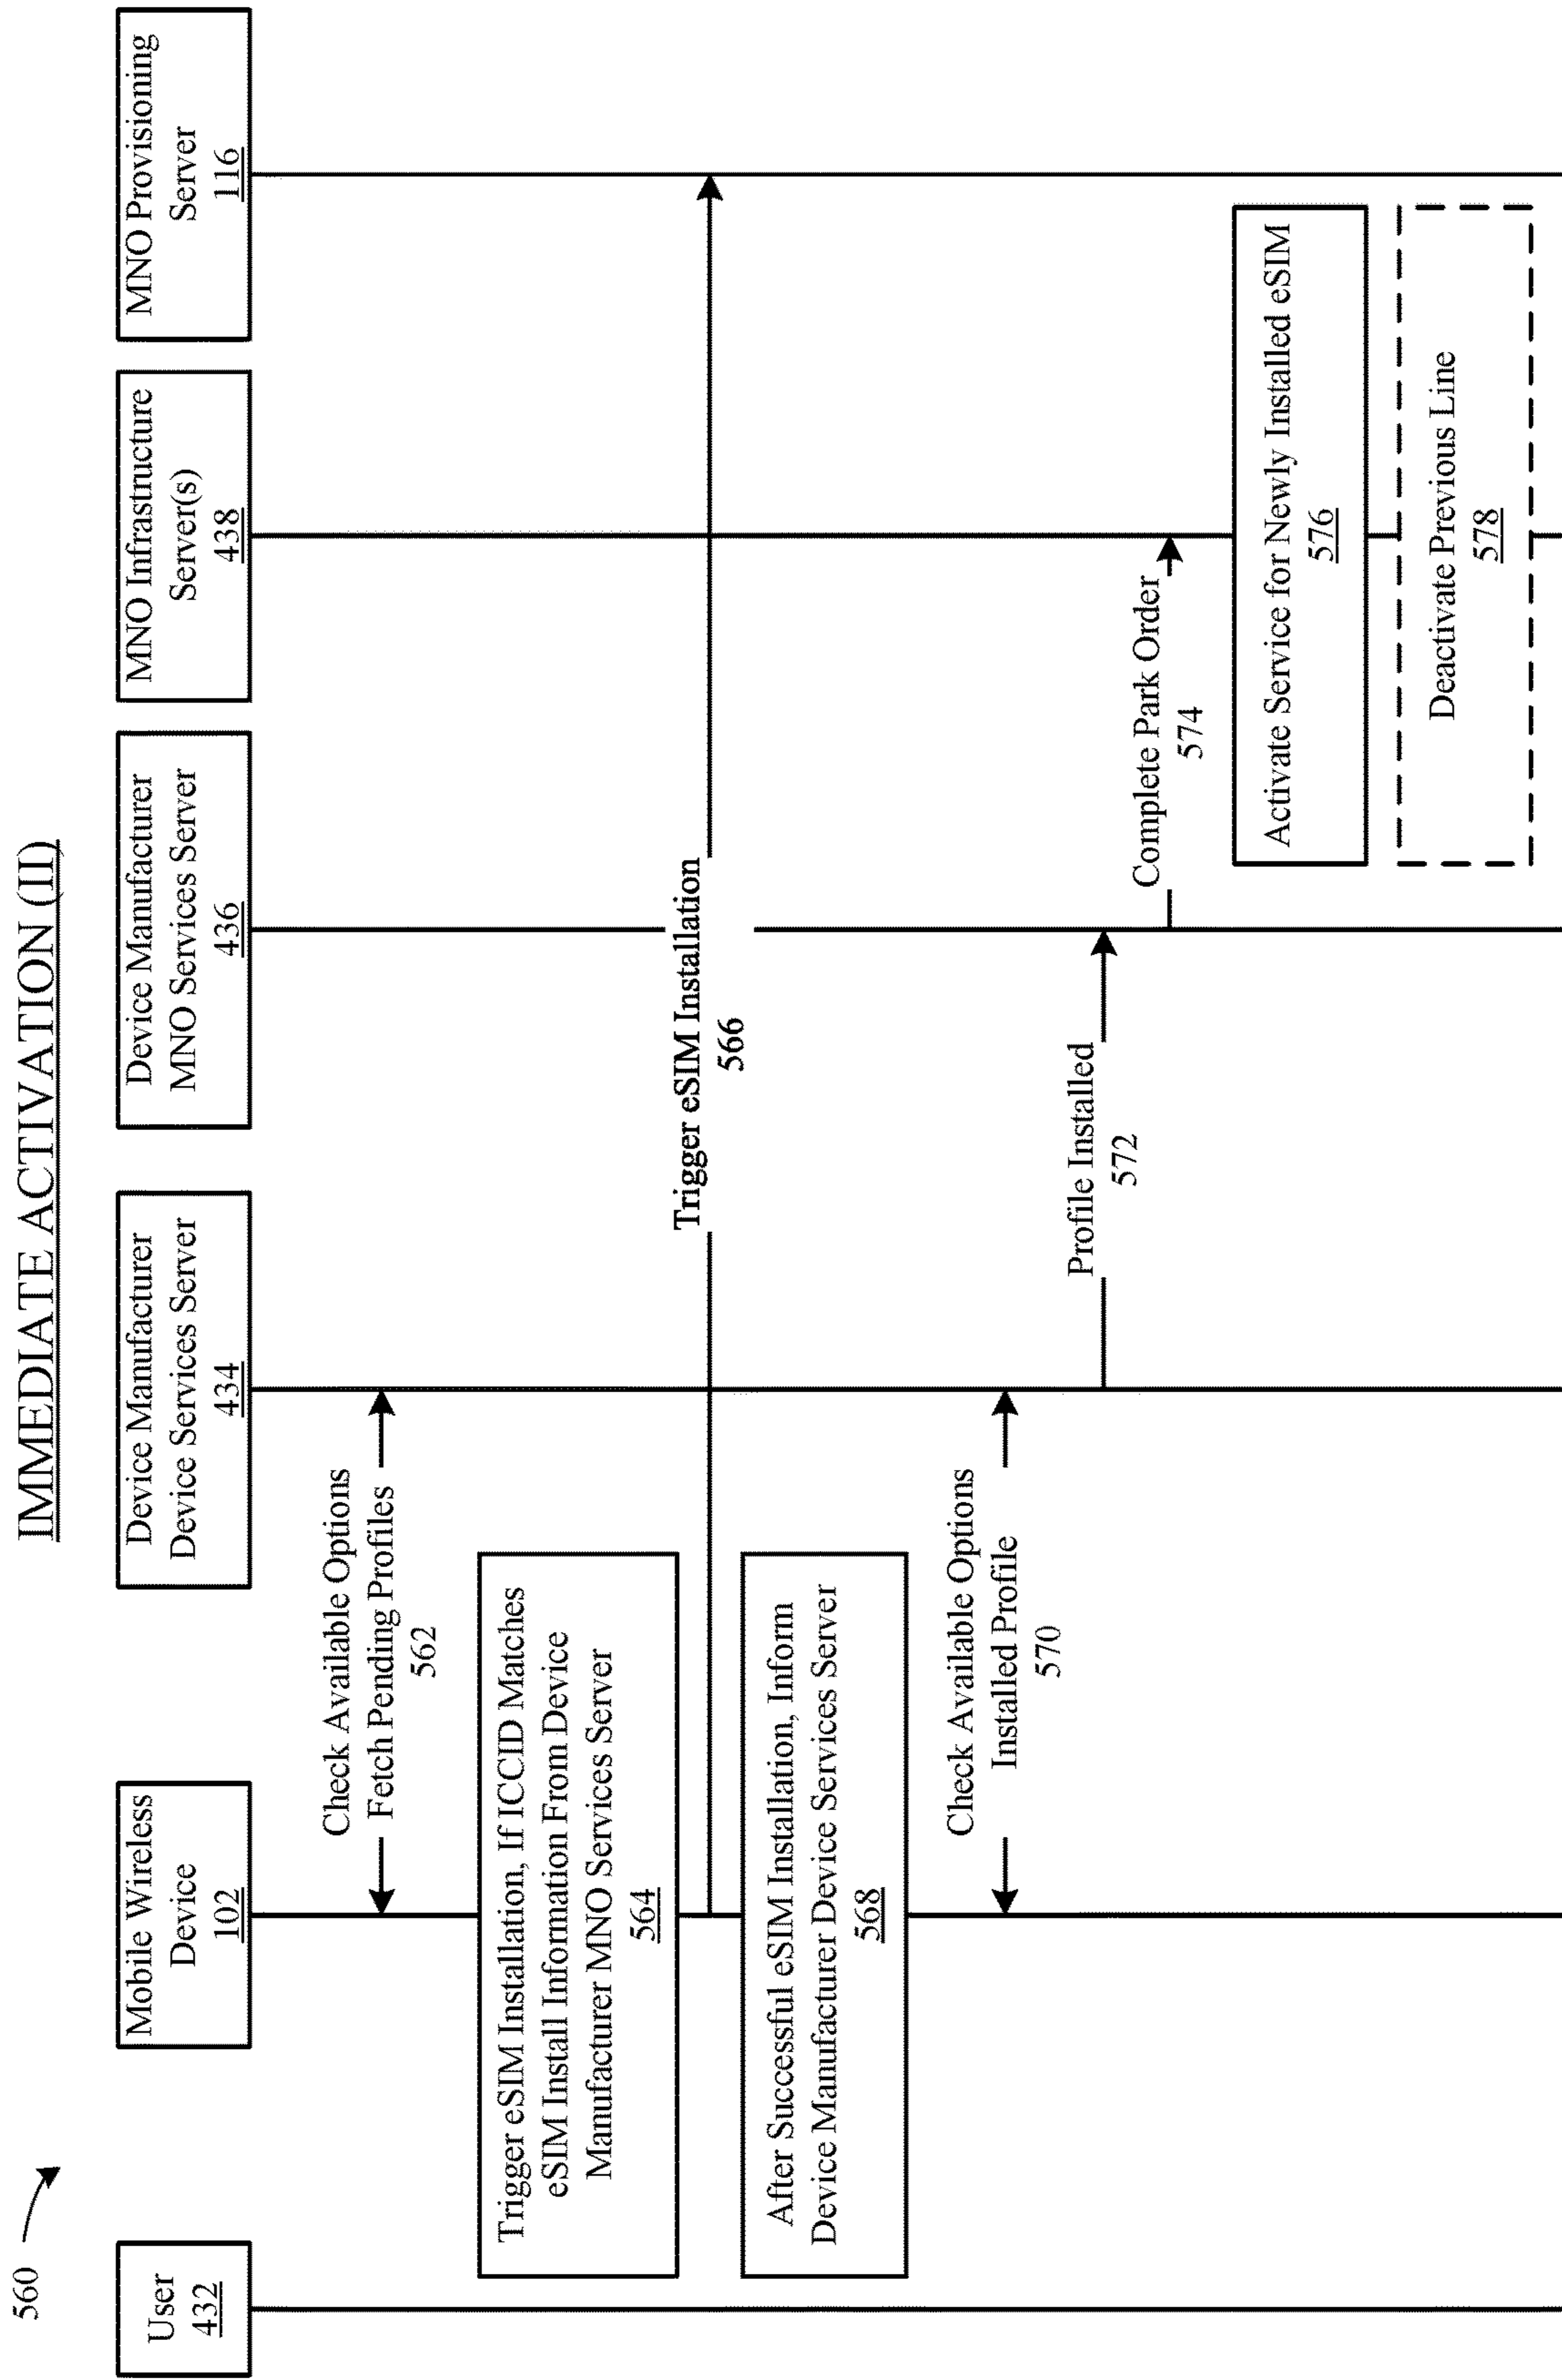 560
IMMEDIATE ACTIVATION (II)
User
432
Mobile Wireless
Device
102
Device Manufacturer
Device Services Server
434
Device Manufacturer
MNO Services Server
436
MNO Infrastructure
Server(s)
438
MNO Provisioning
Server
116
Check Available Options
Fetch Pending Profiles
562
Trigger eSIM Installation, If ICCID Matches
eSIM Install Information From Device
Manufacturer MNO Services Server
564
Trigger eSIM Installation
566
After Successful eSIM Installation, Inform
Device Manufacturer Device Services Server
568
Check Available Options
Installed Profile
570
Profile Installed
572
Complete Park Order
574
Activate Service for Newly Installed eSIM
576
Deactivate Previous Line
578